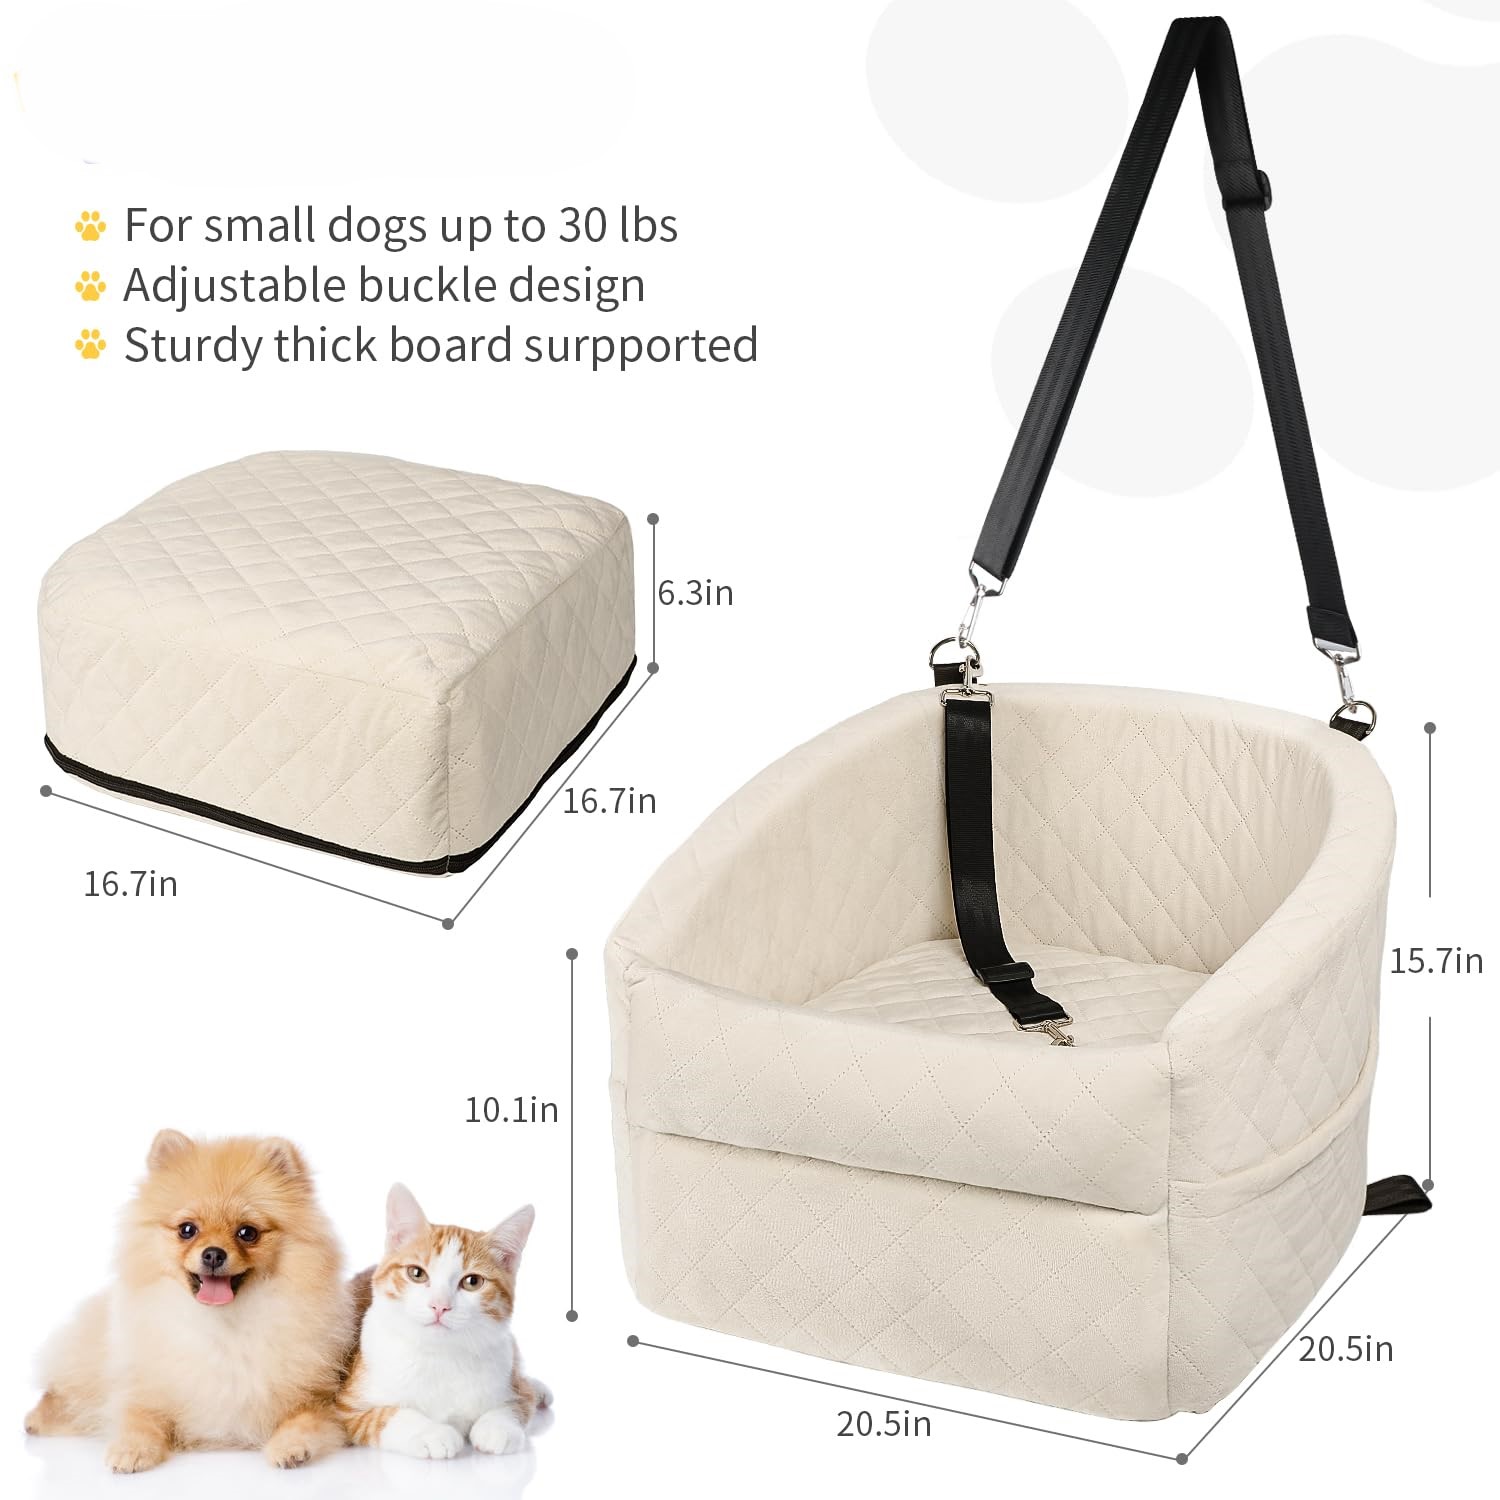 For small dogs up to 30 lbs
Adjustable buckle design
Sturdy thick board surpported
6.3in
16.7in
16.7in
15.7in
10.1in
20.5in
20.5in